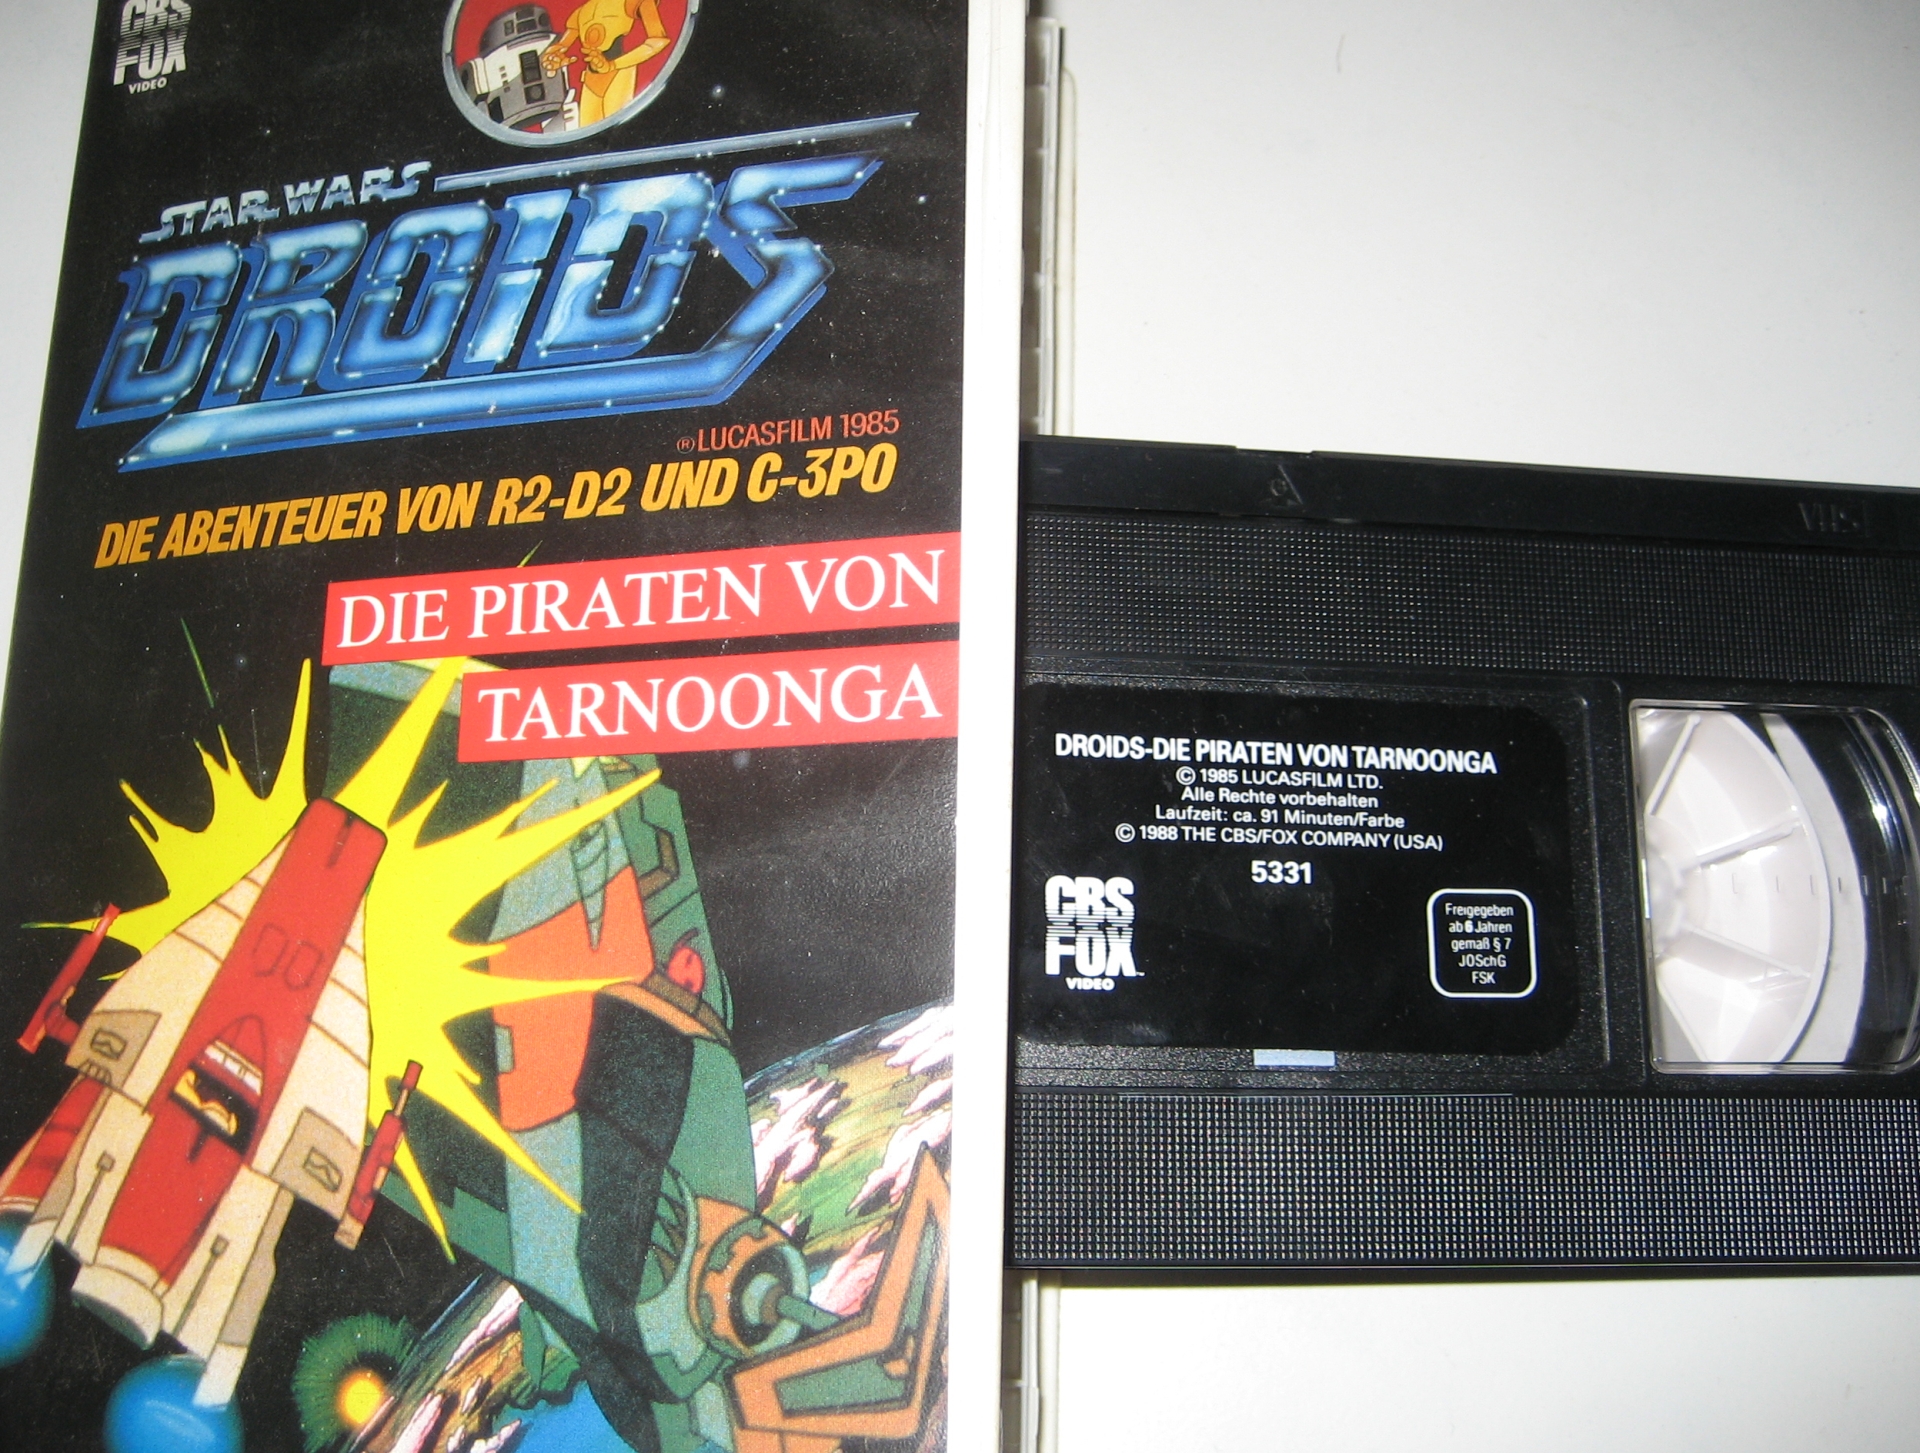 CBS
FOX
VIDEO
STAR WARS
DROIDS
® LUCASFILM 1985
DIE ABENTEUER VON R2-D2 UND C-3PO
DIE PIRATEN VON
TARNOONGA
VHS
DROIDS-DIE PIRATEN VON TARNOONGA
© 1985 LUCASFILM LTD.
Alle Rechte vorbehalten
Laufzeit: ca. 91 Minuten/Farbe
© 1988 THE CBS/FOX COMPANY (USA)
5331
CBS
FOX
VIDEO
Freigegeben
ab 6 Jahren
gemäß § 7
JÖSchG
FSK